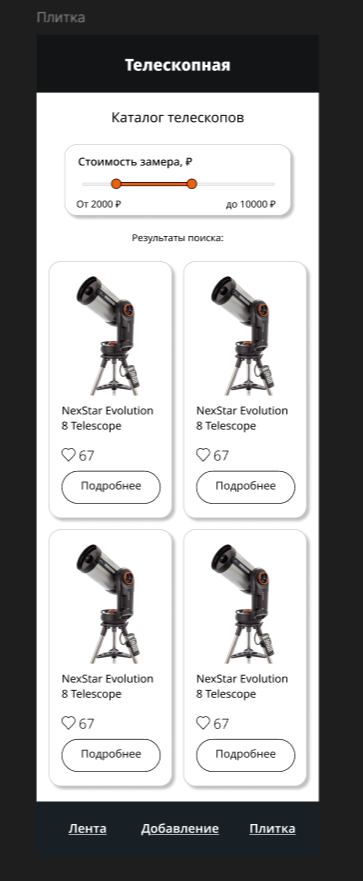 Плитка
Телескопная
Каталог телескопов
Стоимость замера, ₽
От 2000 ₽ до 10000 ₽
Результаты поиска:
NexStar Evolution
8 Telescope
67
Подробнее
NexStar Evolution
8 Telescope
67
Подробнее
NexStar Evolution
8 Telescope
67
Подробнее
NexStar Evolution
8 Telescope
67
Подробнее
Лента Добавление Плитка